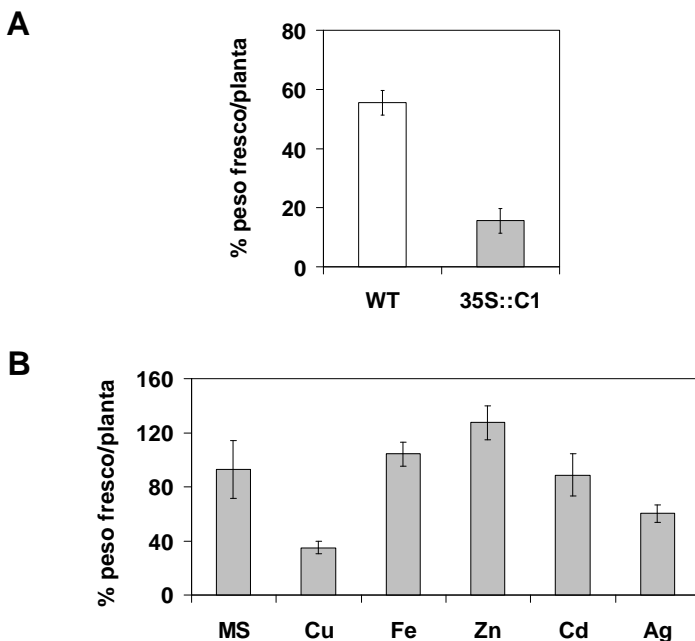 A
% peso fresco/planta
80
60
40
20
0
WT 35S::C1
B
% peso fresco/planta
160
120
80
40
0
MS Cu Fe Zn Cd Ag